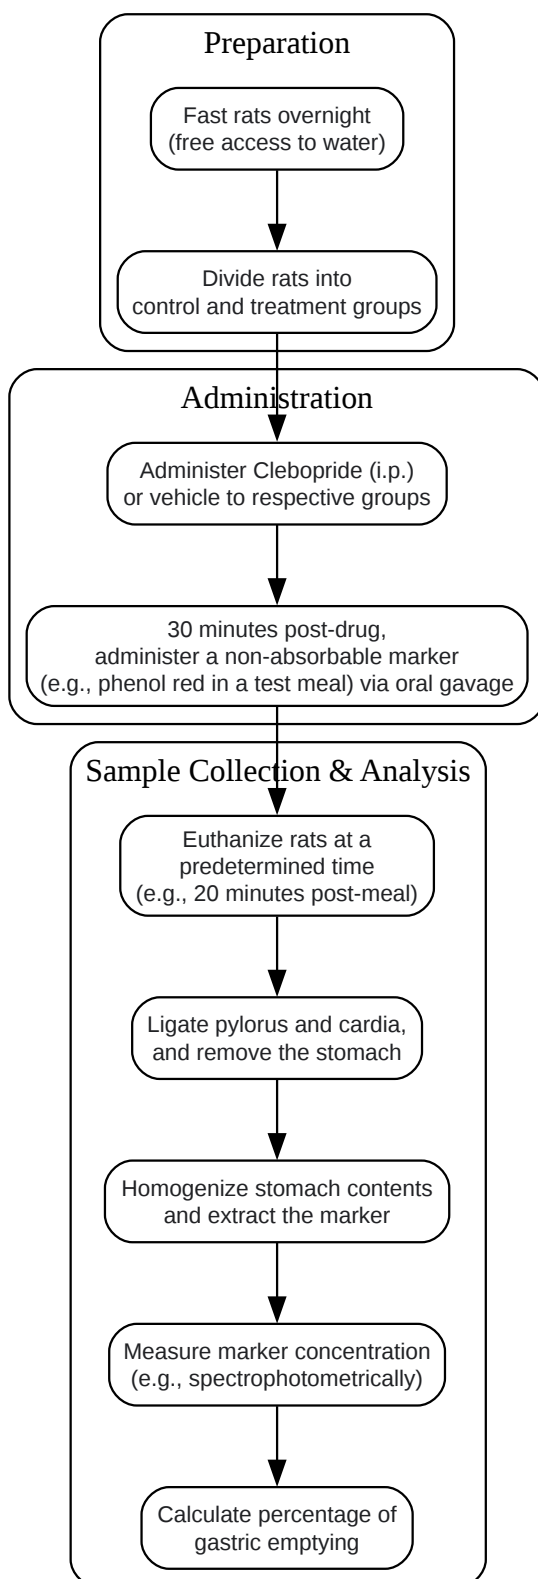 Preparation
Fast rats overnight
(free access to water)
Divide rats into
control and treatment groups
Administration
Administer Clebopride (i.p.)
or vehicle to respective groups
30 minutes post-drug,
administer a non-absorbable marker
(e.g., phenol red in a test meal) via oral gavage
Sample Collection & Analysis
Euthanize rats at a
predetermined time
(e.g., 20 minutes post-meal)
Ligate pylorus and cardia,
and remove the stomach
Homogenize stomach contents
and extract the marker
Measure marker concentration
(e.g., spectrophotometrically)
Calculate percentage of
gastric emptying